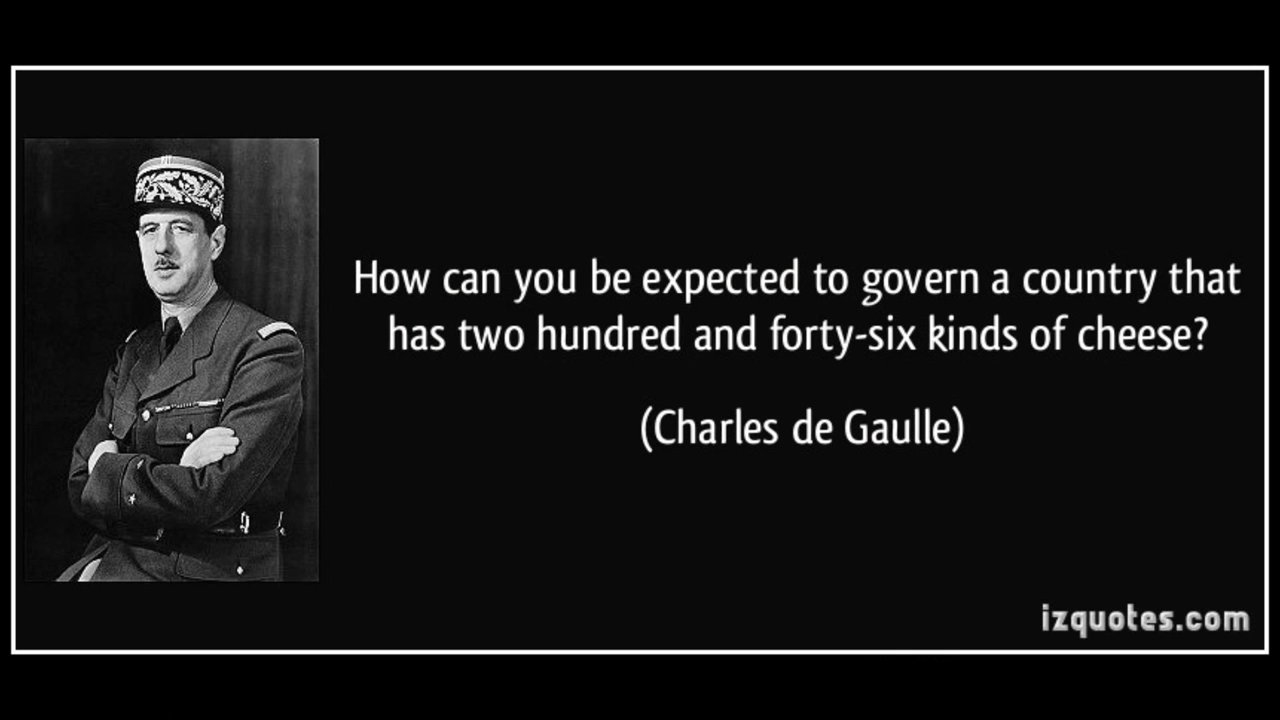 How can you be expected to govern a country that
has two hundred and forty-six kinds of cheese?
(Charles de Gaulle)
izquotes.com